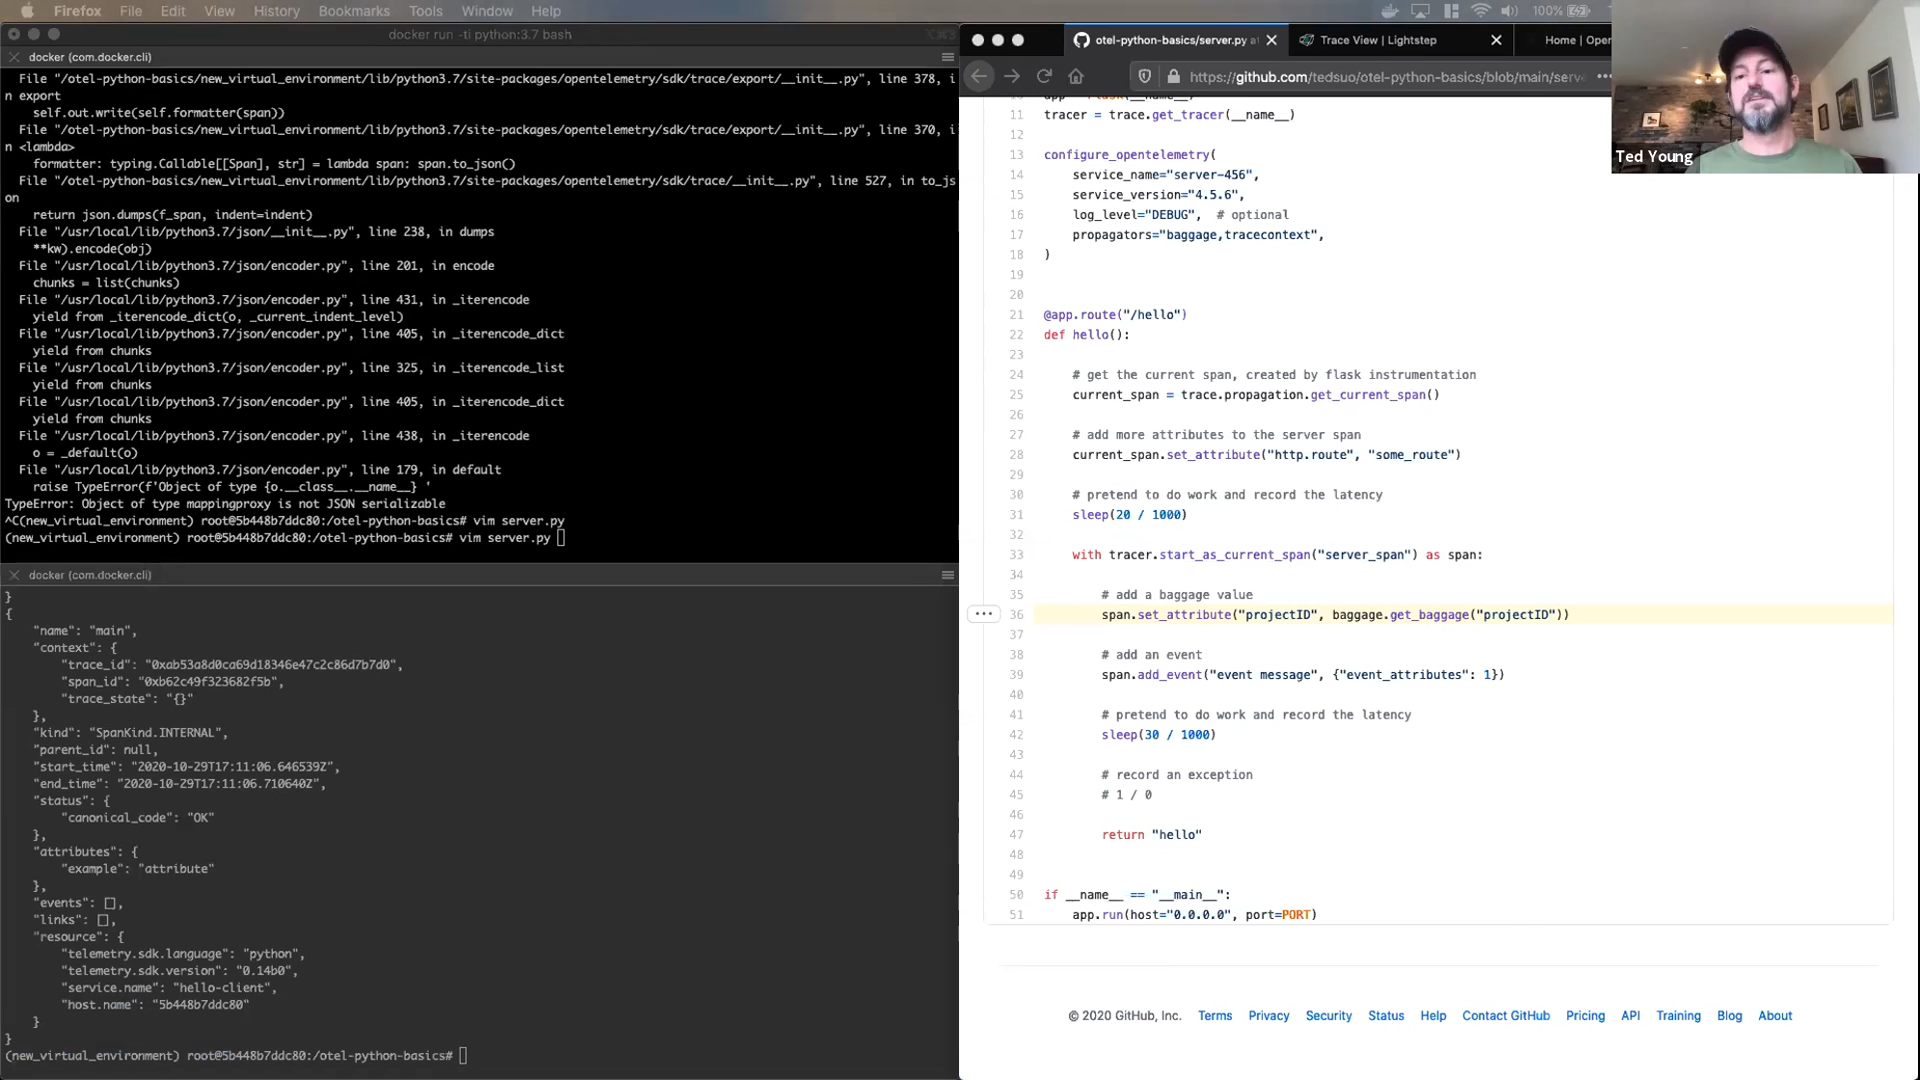 Firefox File Edit View History Bookmarks Tools Window Help 100%
docker run -ti python:3.7 bash
docker (com.docker.cli)
File "/otel-python-basics/new_virtual_environment/lib/python3.7/site-packages/opentelemetry/sdk/trace/export/__init__.py", line 378, i
n export
self.out.write(self.formatter(span))
File "/otel-python-basics/new_virtual_environment/lib/python3.7/site-packages/opentelemetry/sdk/trace/export/__init__.py", line 370, i
n <lambda>
formatter: typing.Callable[[Span], str] = lambda span: span.to_json()
File "/otel-python-basics/new_virtual_environment/lib/python3.7/site-packages/opentelemetry/sdk/trace/__init__.py", line 527, in to_js
on
return json.dumps(f_span, indent=indent)
File "/usr/local/lib/python3.7/json/__init__.py", line 238, in dumps
**kw).encode(obj)
File "/usr/local/lib/python3.7/json/encoder.py", line 201, in encode
chunks = list(chunks)
File "/usr/local/lib/python3.7/json/encoder.py", line 431, in _iterencode
yield from _iterencode_dict(o, _current_indent_level)
File "/usr/local/lib/python3.7/json/encoder.py", line 405, in _iterencode_dict
yield from chunks
File "/usr/local/lib/python3.7/json/encoder.py", line 325, in _iterencode_list
yield from chunks
File "/usr/local/lib/python3.7/json/encoder.py", line 405, in _iterencode_dict
yield from chunks
File "/usr/local/lib/python3.7/json/encoder.py", line 438, in _iterencode
o = _default(o)
File "/usr/local/lib/python3.7/json/encoder.py", line 179, in default
raise TypeError(f'Object of type {o.__class__.__name__} '
TypeError: Object of type mappingproxy is not JSON serializable
^C(new_virtual_environment) root@5b448b7ddc80:/otel-python-basics# vim server.py
(new_virtual_environment) root@5b448b7ddc80:/otel-python-basics# vim server.py
docker (com.docker.cli)
}
{
"name": "main",
"context": {
"trace_id": "0xab53a8d0ca69d18346e47c2c86d7b7d0",
"span_id": "0xb62c49f323682f5b",
"trace_state": "{}"
},
"kind": "SpanKind.INTERNAL",
"parent_id": null,
"start_time": "2020-10-29T17:11:06.646539Z",
"end_time": "2020-10-29T17:11:06.710640Z",
"status": {
"canonical_code": "OK"
},
"attributes": {
"example": "attribute"
},
"events": [],
"links": [],
"resource": {
"telemetry.sdk.language": "python",
"telemetry.sdk.version": "0.14b0",
"service.name": "hello-client",
"host.name": "5b448b7ddc80"
}
}
(new_virtual_environment) root@5b448b7ddc80:/otel-python-basics#
otel-python-basics/server.py at Trace View | Lightstep Home | Open
https://github.com/tedsuo/otel-python-basics/blob/main/serve
Ted Young
11 tracer = trace.get_tracer(__name__)
12
13 configure_opentelemetry(
14 service_name="server-456",
15 service_version="4.5.6",
16 log_level="DEBUG", # optional
17 propagators="baggage,tracecontext",
18 )
19
20
21 @app.route("/hello")
22 def hello():
23
24 # get the current span, created by flask instrumentation
25 current_span = trace.propagation.get_current_span()
26
27 # add more attributes to the server span
28 current_span.set_attribute("http.route", "some_route")
29
30 # pretend to do work and record the latency
31 sleep(20 / 1000)
32
33 with tracer.start_as_current_span("server_span") as span:
34
35 # add a baggage value
36 span.set_attribute("projectID", baggage.get_baggage("projectID"))
37
38 # add an event
39 span.add_event("event message", {"event_attributes": 1})
40
41 # pretend to do work and record the latency
42 sleep(30 / 1000)
43
44 # record an exception
45 # 1 / 0
46
47 return "hello"
48
49
50 if __name__ == "__main__":
51 app.run(host="0.0.0.0", port=PORT)
© 2020 GitHub, Inc. Terms Privacy Security Status Help Contact GitHub Pricing API Training Blog About